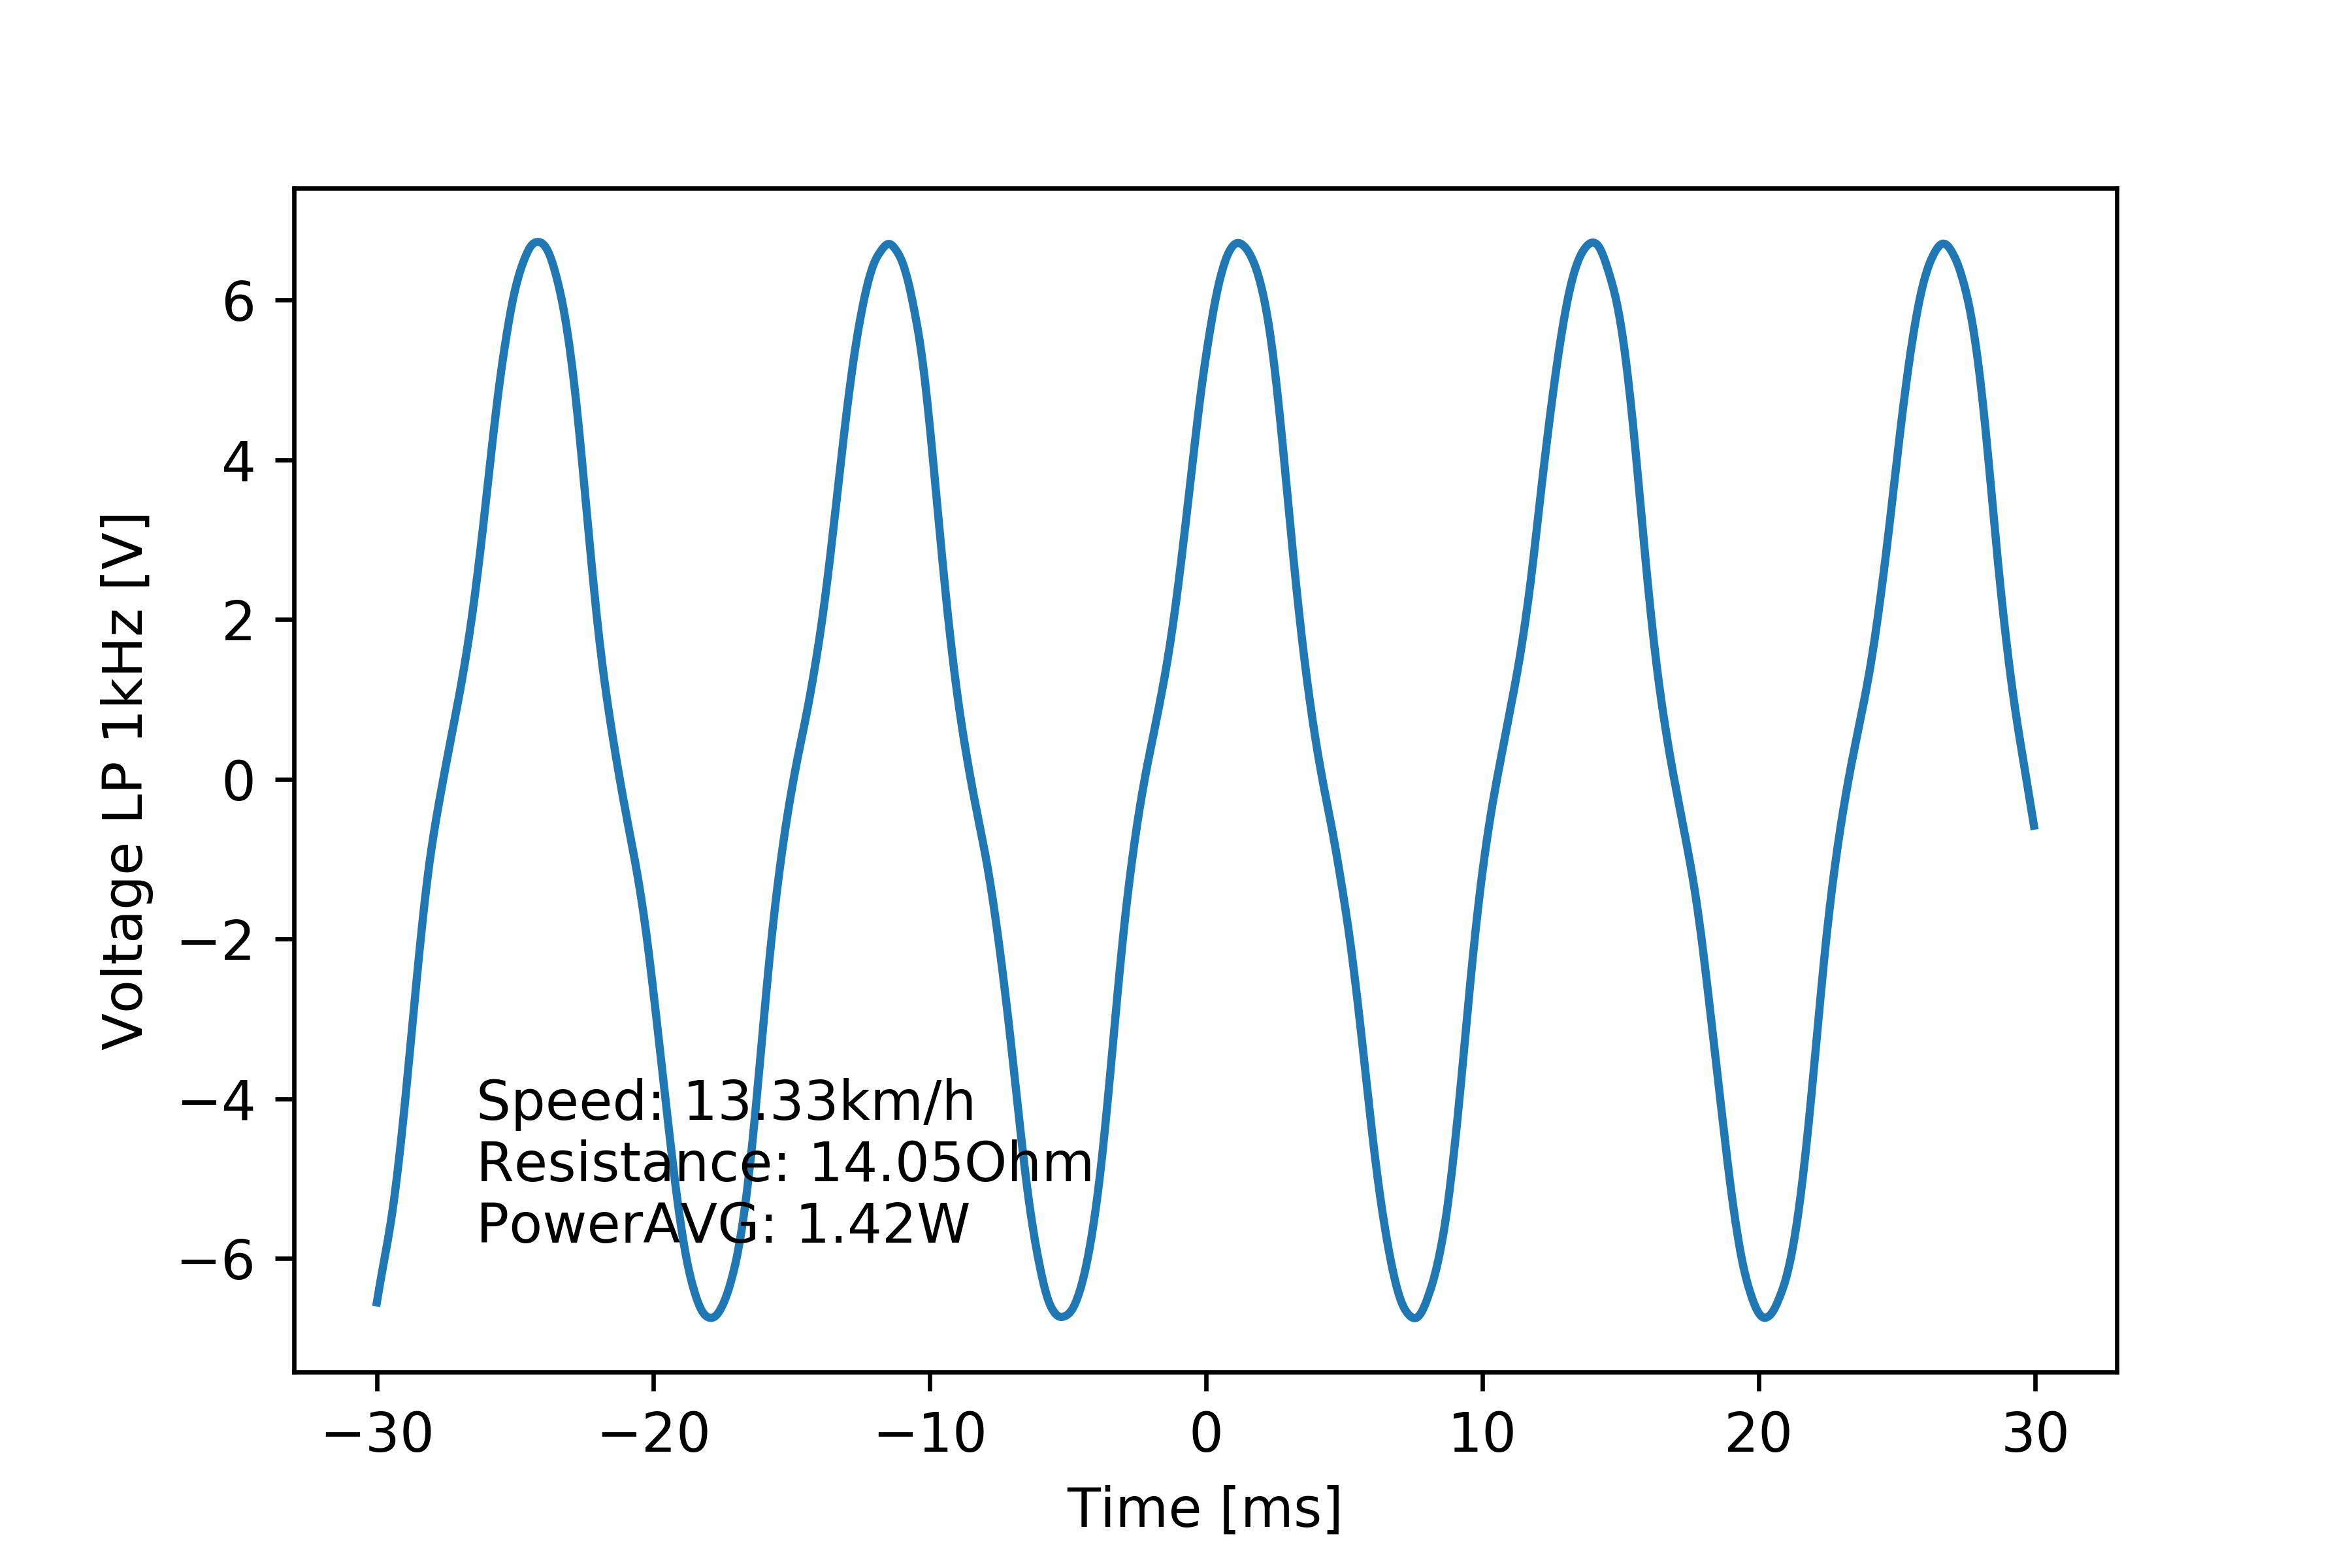 Voltage LP 1kHz [V]
6
4
2
0
−2
−4
−6
Speed: 13.33km/h
Resistance: 14.05Ohm
PowerAVG: 1.42W
−30 −20 −10 0 10 20 30
Time [ms]